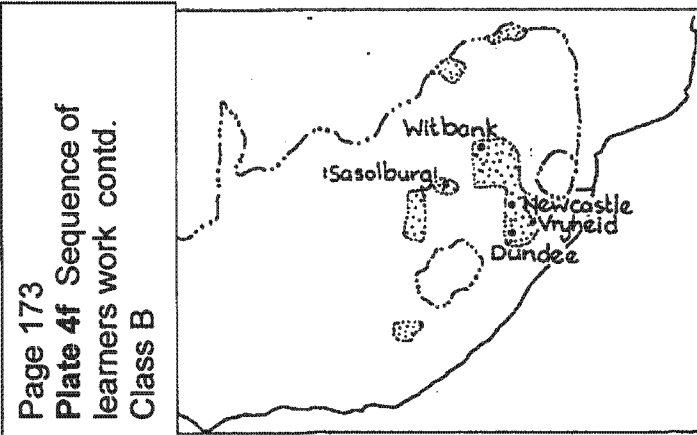 Page 173
Plate 4f Sequence of
learners work contd.
Class B
Witbank
Sasolburg
Newcastle
Vryheid
Dundee